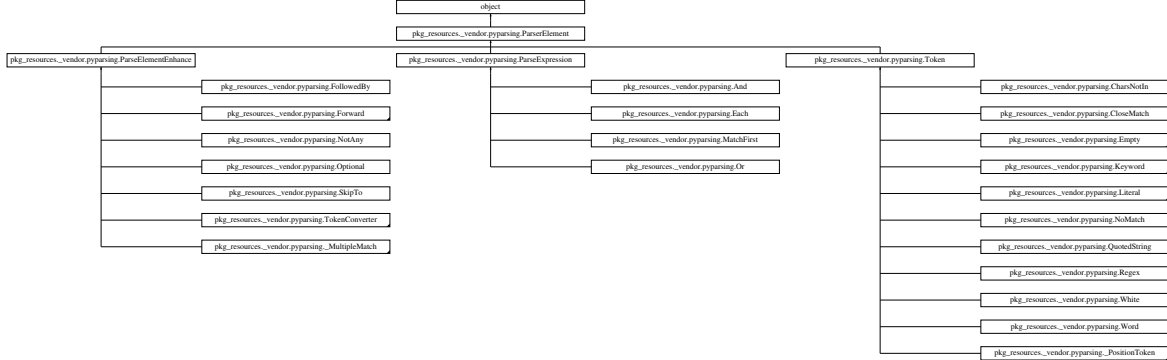 object
pkg_resources._vendor.pyparsing.ParserElement
pkg_resources._vendor.pyparsing.ParseElementEnhance
pkg_resources._vendor.pyparsing.ParseExpression
pkg_resources._vendor.pyparsing.Token
pkg_resources._vendor.pyparsing.FollowedBy
pkg_resources._vendor.pyparsing.And
pkg_resources._vendor.pyparsing.CharsNotIn
pkg_resources._vendor.pyparsing.Forward
pkg_resources._vendor.pyparsing.Each
pkg_resources._vendor.pyparsing.CloseMatch
pkg_resources._vendor.pyparsing.NotAny
pkg_resources._vendor.pyparsing.MatchFirst
pkg_resources._vendor.pyparsing.Empty
pkg_resources._vendor.pyparsing.Optional
pkg_resources._vendor.pyparsing.Or
pkg_resources._vendor.pyparsing.Keyword
pkg_resources._vendor.pyparsing.SkipTo
pkg_resources._vendor.pyparsing.Literal
pkg_resources._vendor.pyparsing.TokenConverter
pkg_resources._vendor.pyparsing.NoMatch
pkg_resources._vendor.pyparsing._MultipleMatch
pkg_resources._vendor.pyparsing.QuotedString
pkg_resources._vendor.pyparsing.Regex
pkg_resources._vendor.pyparsing.White
pkg_resources._vendor.pyparsing.Word
pkg_resources._vendor.pyparsing._PositionToken